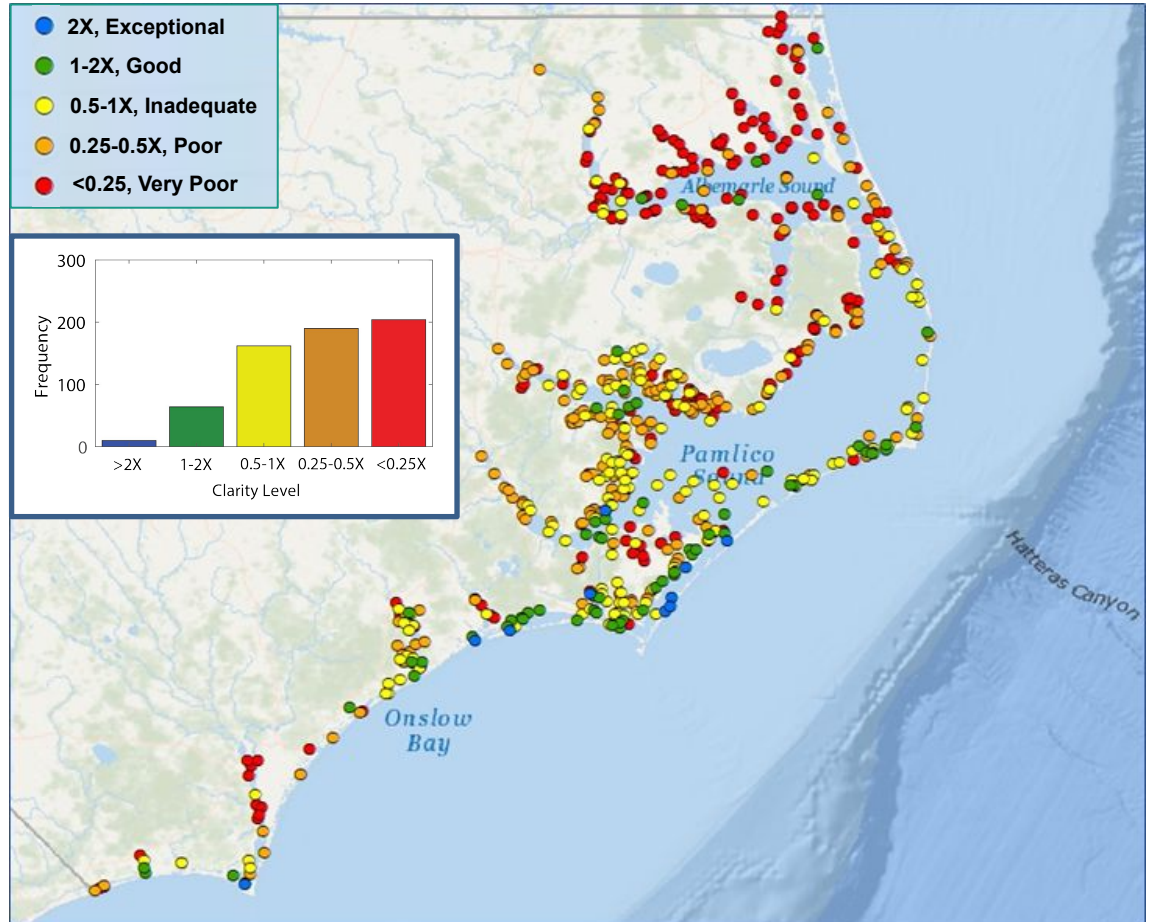 2X, Exceptional
1-2X, Good
0.5-1X, Inadequate
0.25-0.5X, Poor
<0.25, Very Poor
Albemarle Sound
300
200
100
0
Frequency
>2X 1-2X 0.5-1X 0.25-0.5X <0.25X
Clarity Level
Pamlico
Sound
Hatteras Canyon
Onslow
Bay